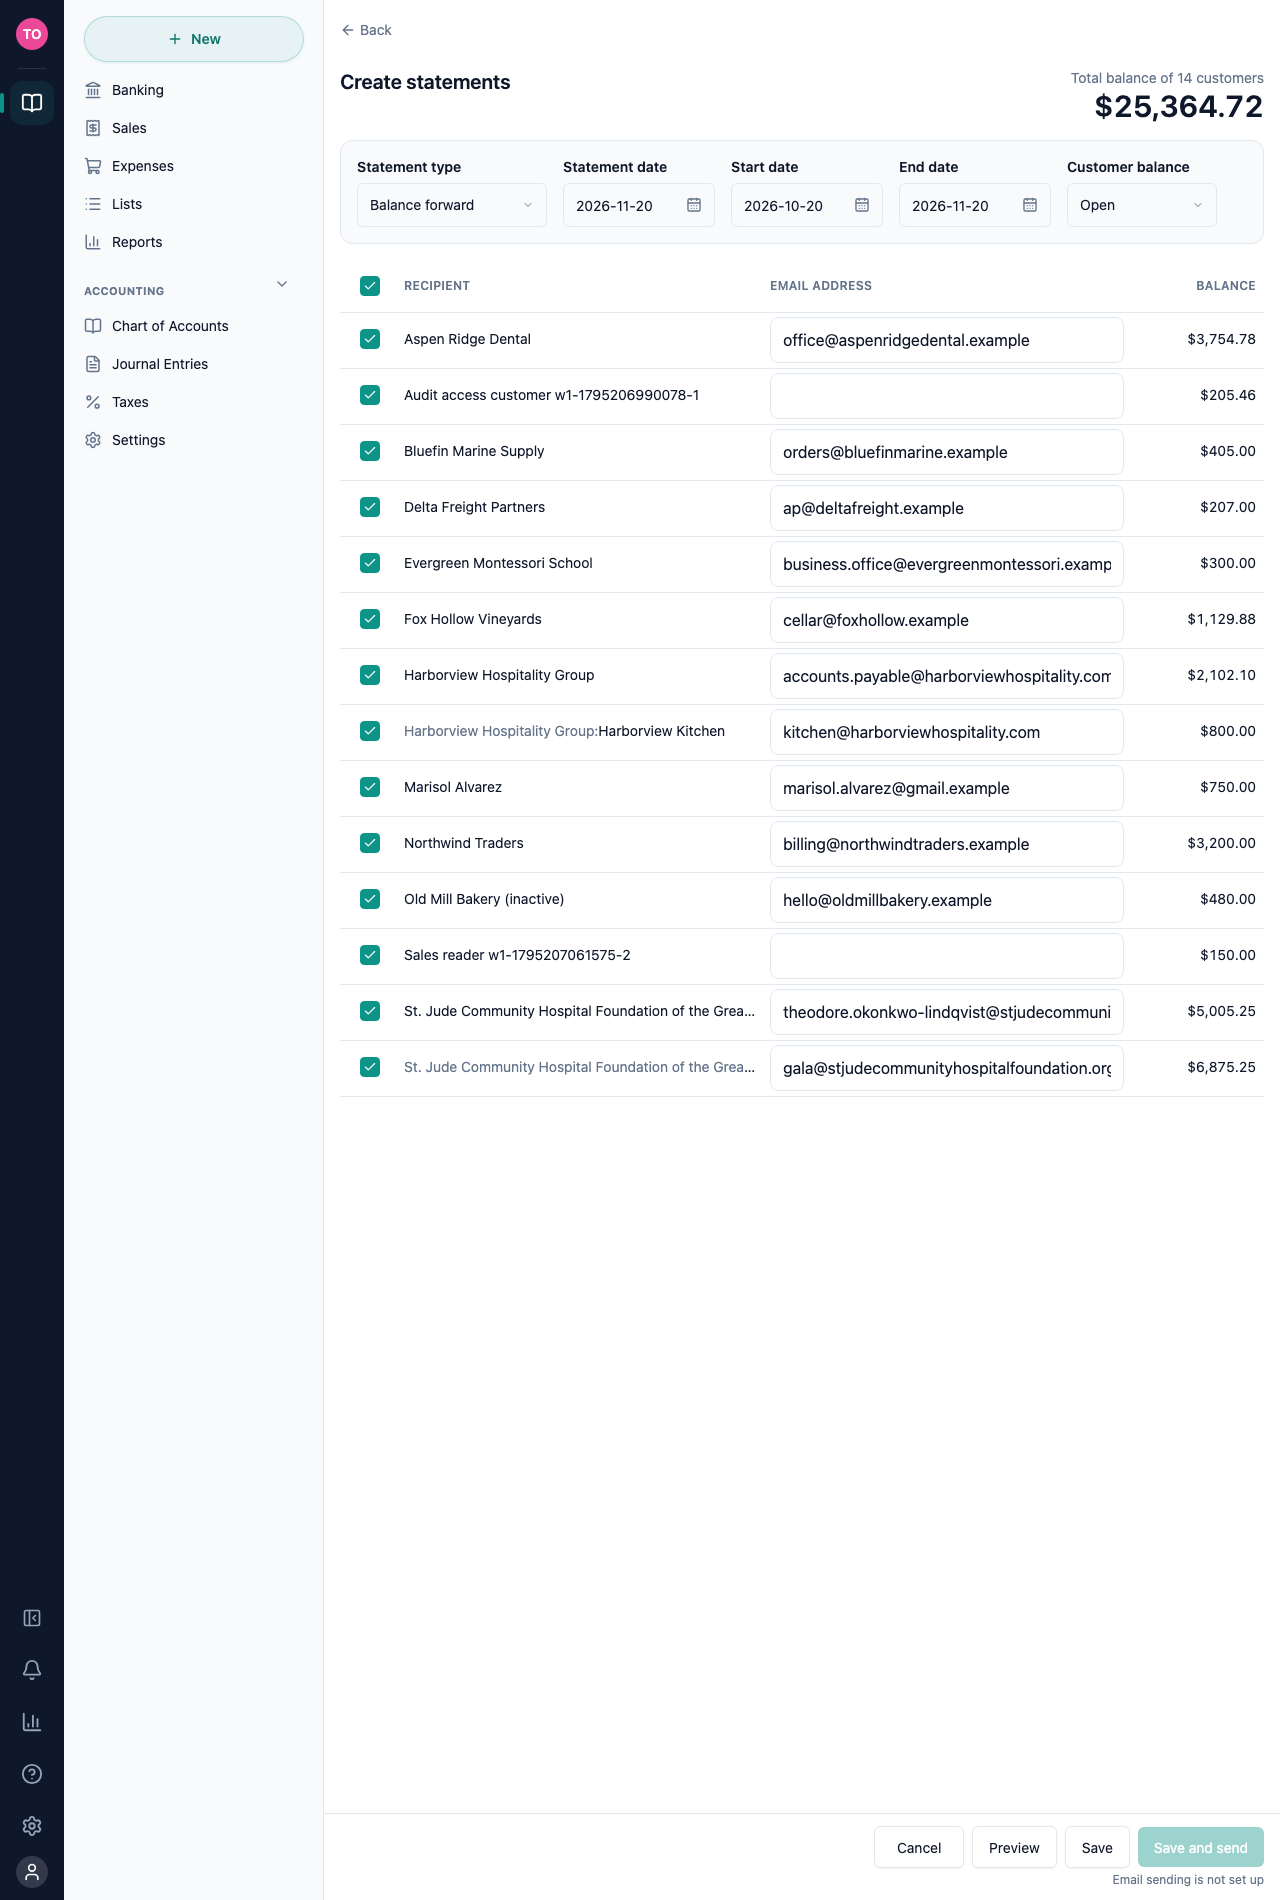 TO
New
Banking
Sales
Expenses
Lists
Reports
ACCOUNTING
Chart of Accounts
Journal Entries
Taxes
Settings
Back
Create statements
Total balance of 14 customers
$25,364.72
Statement type
Statement date
Start date
End date
Customer balance
Balance forward
2026-11-20
2026-10-20
2026-11-20
Open
RECIPIENT EMAIL ADDRESS BALANCE
Aspen Ridge Dental office@aspenridgedental.example $3,754.78
Audit access customer w1-1795206990078-1 $205.46
Bluefin Marine Supply orders@bluefinmarine.example $405.00
Delta Freight Partners ap@deltafreight.example $207.00
Evergreen Montessori School business.office@evergreenmontessori.examp $300.00
Fox Hollow Vineyards cellar@foxhollow.example $1,129.88
Harborview Hospitality Group accounts.payable@harborviewhospitality.com $2,102.10
Harborview Hospitality Group:Harborview Kitchen kitchen@harborviewhospitality.com $800.00
Marisol Alvarez marisol.alvarez@gmail.example $750.00
Northwind Traders billing@northwindtraders.example $3,200.00
Old Mill Bakery (inactive) hello@oldmillbakery.example $480.00
Sales reader w1-1795207061575-2 $150.00
St. Jude Community Hospital Foundation of the Grea... theodore.okonkwo-lindqvist@stjudecommuni $5,005.25
St. Jude Community Hospital Foundation of the Grea... gala@stjudecommunityhospitalfoundation.org $6,875.25
Cancel
Preview
Save
Save and send
Email sending is not set up